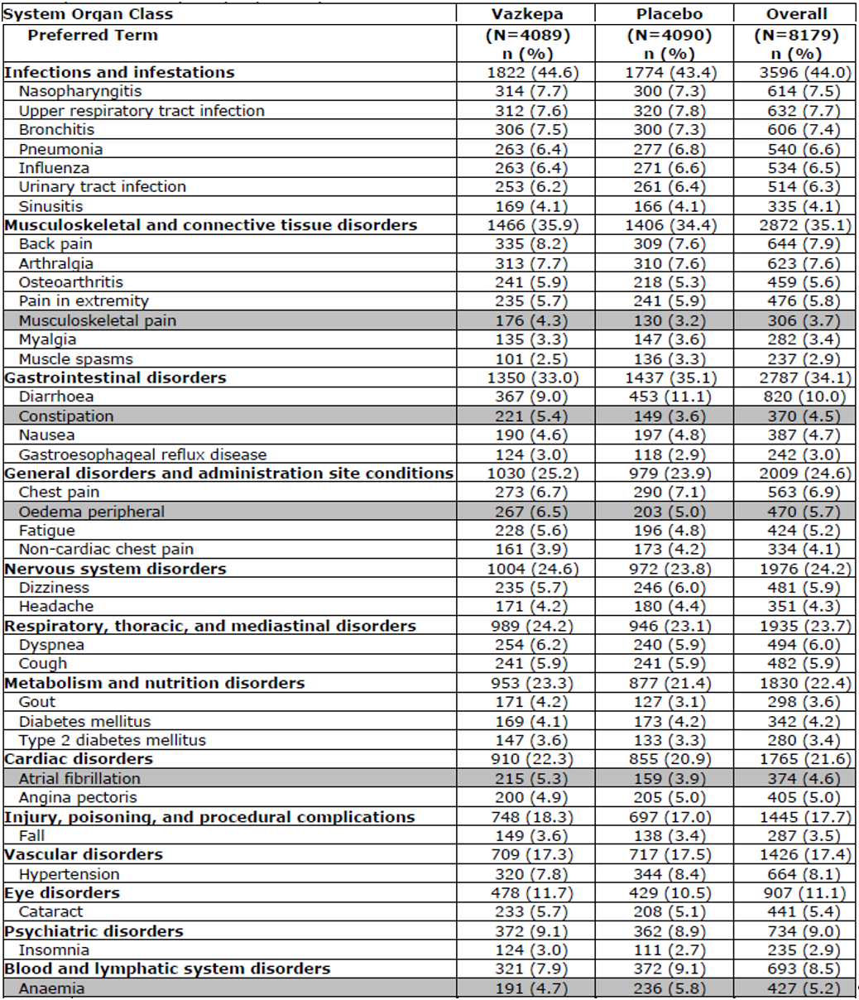 System Organ Class Vazkepa Placebo Overall
Preferred Term (N=4089) (N=4090) (N=8179)
n (%) n (%) n (%)
Infections and infestations 1822 (44.6) 1774 (43.4) 3596 (44.0)
Nasopharyngitis 314 (7.7) 300 (7.3) 614 (7.5)
Upper respiratory tract infection 312 (7.6) 320 (7.8) 632 (7.7)
Bronchitis 306 (7.5) 300 (7.3) 606 (7.4)
Pneumonia 263 (6.4) 277 (6.8) 540 (6.6)
Influenza 263 (6.4) 271 (6.6) 534 (6.5)
Urinary tract infection 253 (6.2) 261 (6.4) 514 (6.3)
Sinusitis 169 (4.1) 166 (4.1) 335 (4.1)
Musculoskeletal and connective tissue disorders 1466 (35.9) 1406 (34.4) 2872 (35.1)
Back pain 335 (8.2) 309 (7.6) 644 (7.9)
Arthralgia 313 (7.7) 310 (7.6) 623 (7.6)
Osteoarthritis 241 (5.9) 218 (5.3) 459 (5.6)
Pain in extremity 235 (5.7) 241 (5.9) 476 (5.8)
Musculoskeletal pain 176 (4.3) 130 (3.2) 306 (3.7)
Myalgia 135 (3.3) 147 (3.6) 282 (3.4)
Muscle spasms 101 (2.5) 136 (3.3) 237 (2.9)
Gastrointestinal disorders 1350 (33.0) 1437 (35.1) 2787 (34.1)
Diarrhoea 367 (9.0) 453 (11.1) 820 (10.0)
Constipation 221 (5.4) 149 (3.6) 370 (4.5)
Nausea 190 (4.6) 197 (4.8) 387 (4.7)
Gastroesophageal reflux disease 124 (3.0) 118 (2.9) 242 (3.0)
General disorders and administration site conditions 1030 (25.2) 979 (23.9) 2009 (24.6)
Chest pain 273 (6.7) 290 (7.1) 563 (6.9)
Oedema peripheral 267 (6.5) 203 (5.0) 470 (5.7)
Fatigue 228 (5.6) 196 (4.8) 424 (5.2)
Non-cardiac chest pain 161 (3.9) 173 (4.2) 334 (4.1)
Nervous system disorders 1004 (24.6) 972 (23.8) 1976 (24.2)
Dizziness 235 (5.7) 246 (6.0) 481 (5.9)
Headache 171 (4.2) 180 (4.4) 351 (4.3)
Respiratory, thoracic, and mediastinal disorders 989 (24.2) 946 (23.1) 1935 (23.7)
Dyspnea 254 (6.2) 240 (5.9) 494 (6.0)
Cough 241 (5.9) 241 (5.9) 482 (5.9)
Metabolism and nutrition disorders 953 (23.3) 877 (21.4) 1830 (22.4)
Gout 171 (4.2) 127 (3.1) 298 (3.6)
Diabetes mellitus 169 (4.1) 173 (4.2) 342 (4.2)
Type 2 diabetes mellitus 147 (3.6) 133 (3.3) 280 (3.4)
Cardiac disorders 910 (22.3) 855 (20.9) 1765 (21.6)
Atrial fibrillation 215 (5.3) 159 (3.9) 374 (4.6)
Angina pectoris 200 (4.9) 205 (5.0) 405 (5.0)
Injury, poisoning, and procedural complications 748 (18.3) 697 (17.0) 1445 (17.7)
Fall 149 (3.6) 138 (3.4) 287 (3.5)
Vascular disorders 709 (17.3) 717 (17.5) 1426 (17.4)
Hypertension 320 (7.8) 344 (8.4) 664 (8.1)
Eye disorders 478 (11.7) 429 (10.5) 907 (11.1)
Cataract 233 (5.7) 208 (5.1) 441 (5.4)
Psychiatric disorders 372 (9.1) 362 (8.9) 734 (9.0)
Insomnia 124 (3.0) 111 (2.7) 235 (2.9)
Blood and lymphatic system disorders 321 (7.9) 372 (9.1) 693 (8.5)
Anaemia 191 (4.7) 236 (5.8) 427 (5.2)